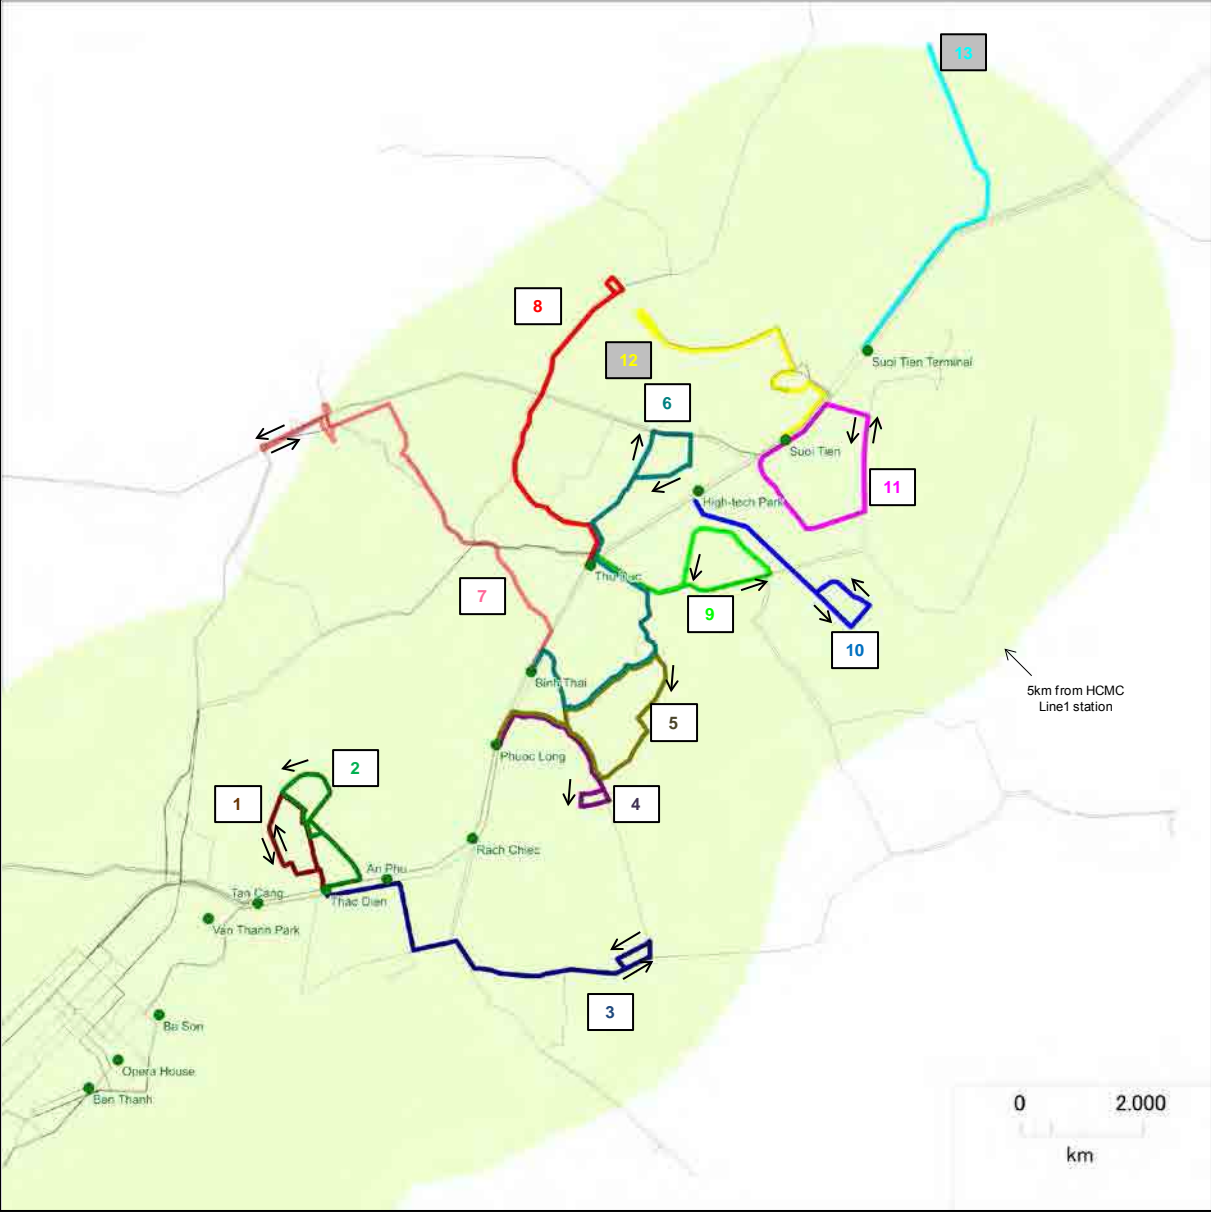 13
8
12
Suoi Tien Terminal
6
Suoi Tien
11
High-tech Park
Thu Duc
7
9
10
5km from HCMC
Line1 station
Binh Thai
5
Phuoc Long
2
1
4
Rach Chiec
An Phu
Tan Cang
Thao Dien
Van Thanh Park
3
Ba Son
Opera House
Ben Thanh
0
2.000
km